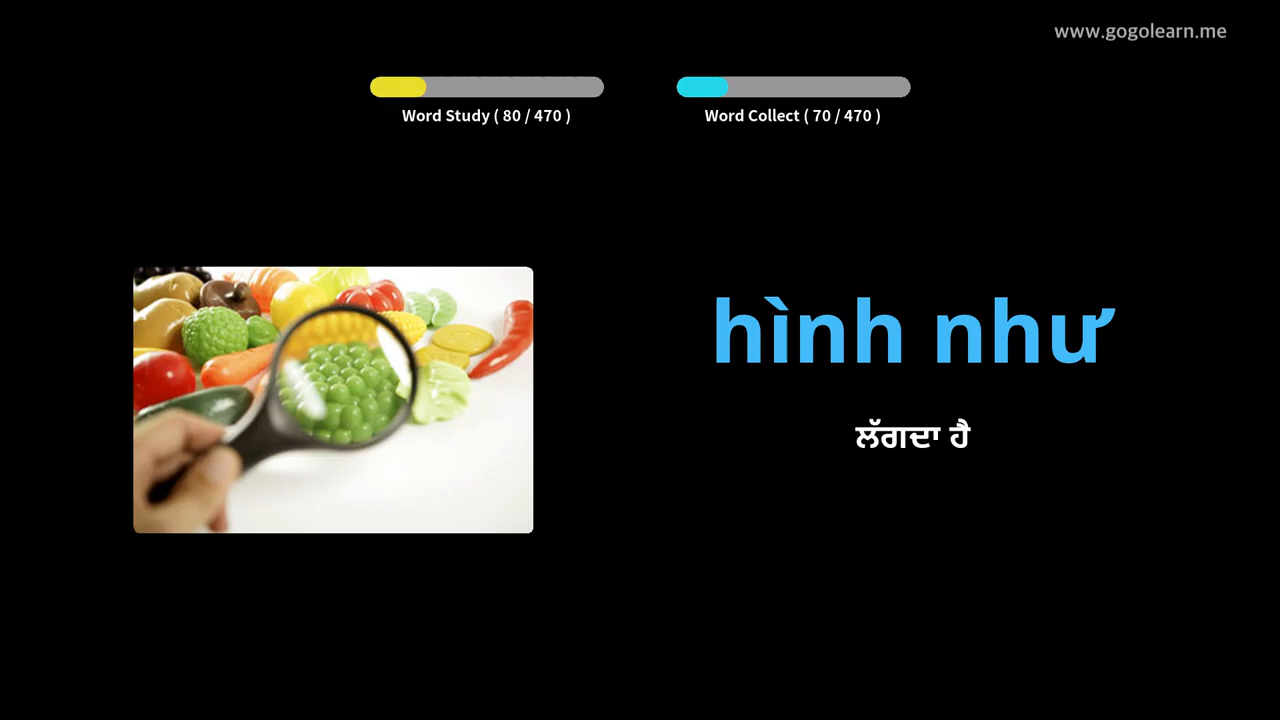 www.gogolearn.me
Word Study ( 80 / 470 )
Word Collect ( 70 / 470 )
hình như
ਲੱਗਦਾ ਹੈ